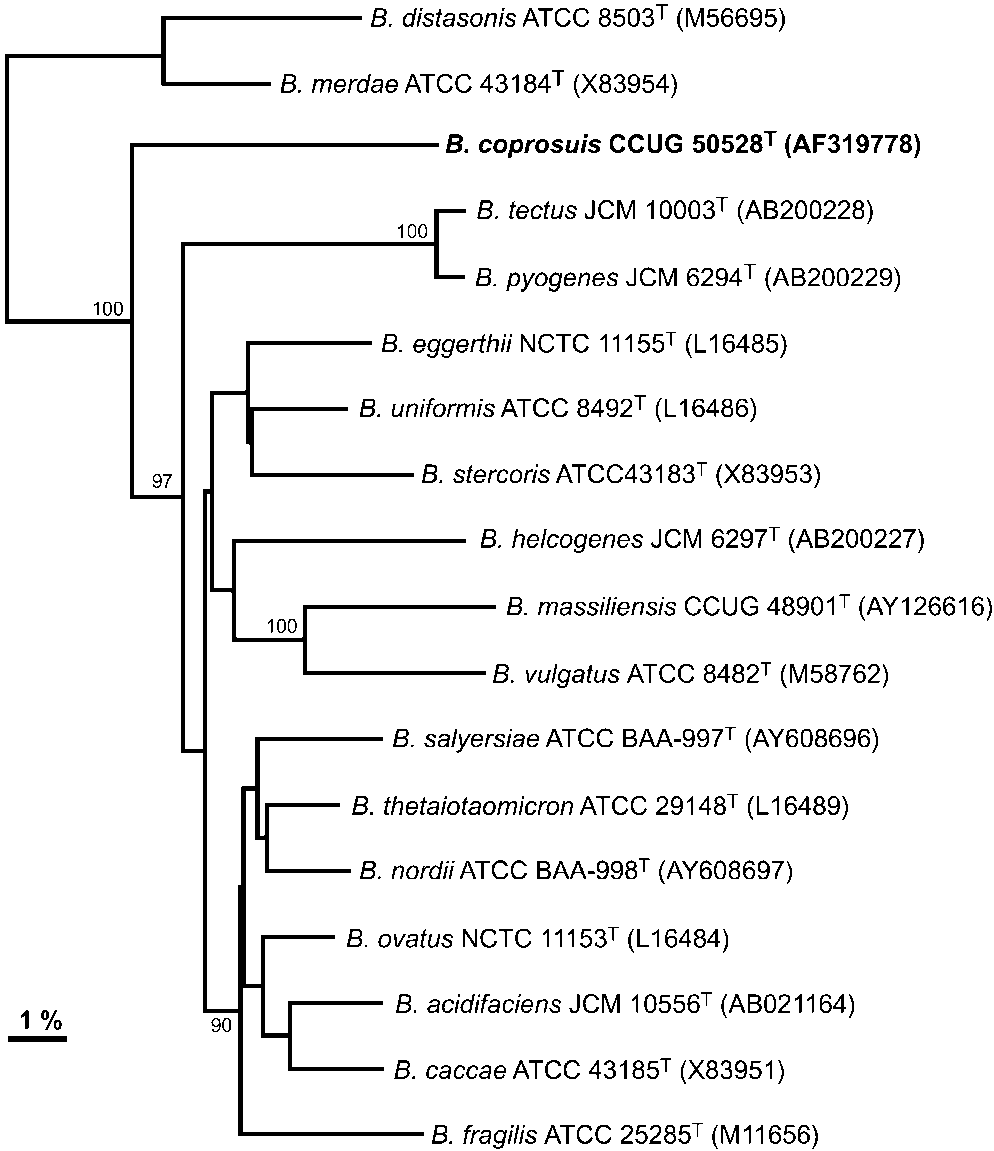 B. distasonis ATCC 8503T (M56695)
B. merdae ATCC 43184T (X83954)
B. coprosuis CCUG 50528T (AF319778)
B. tectus JCM 10003T (AB200228)
100
B. pyogenes JCM 6294T (AB200229)
100
B. eggerthii NCTC 11155T (L16485)
B. uniformis ATCC 8492T (L16486)
B. stercoris ATCC43183T (X83953)
97
B. helcogenes JCM 6297T (AB200227)
B. massiliensis CCUG 48901T (AY126616)
100
B. vulgatus ATCC 8482T (M58762)
B. salyersiae ATCC BAA-997T (AY608696)
B. thetaiotaomicron ATCC 29148T (L16489)
B. nordii ATCC BAA-998T (AY608697)
B. ovatus NCTC 11153T (L16484)
B. acidifaciens JCM 10556T (AB021164)
1 %
90
B. caccae ATCC 43185T (X83951)
B. fragilis ATCC 25285T (M11656)